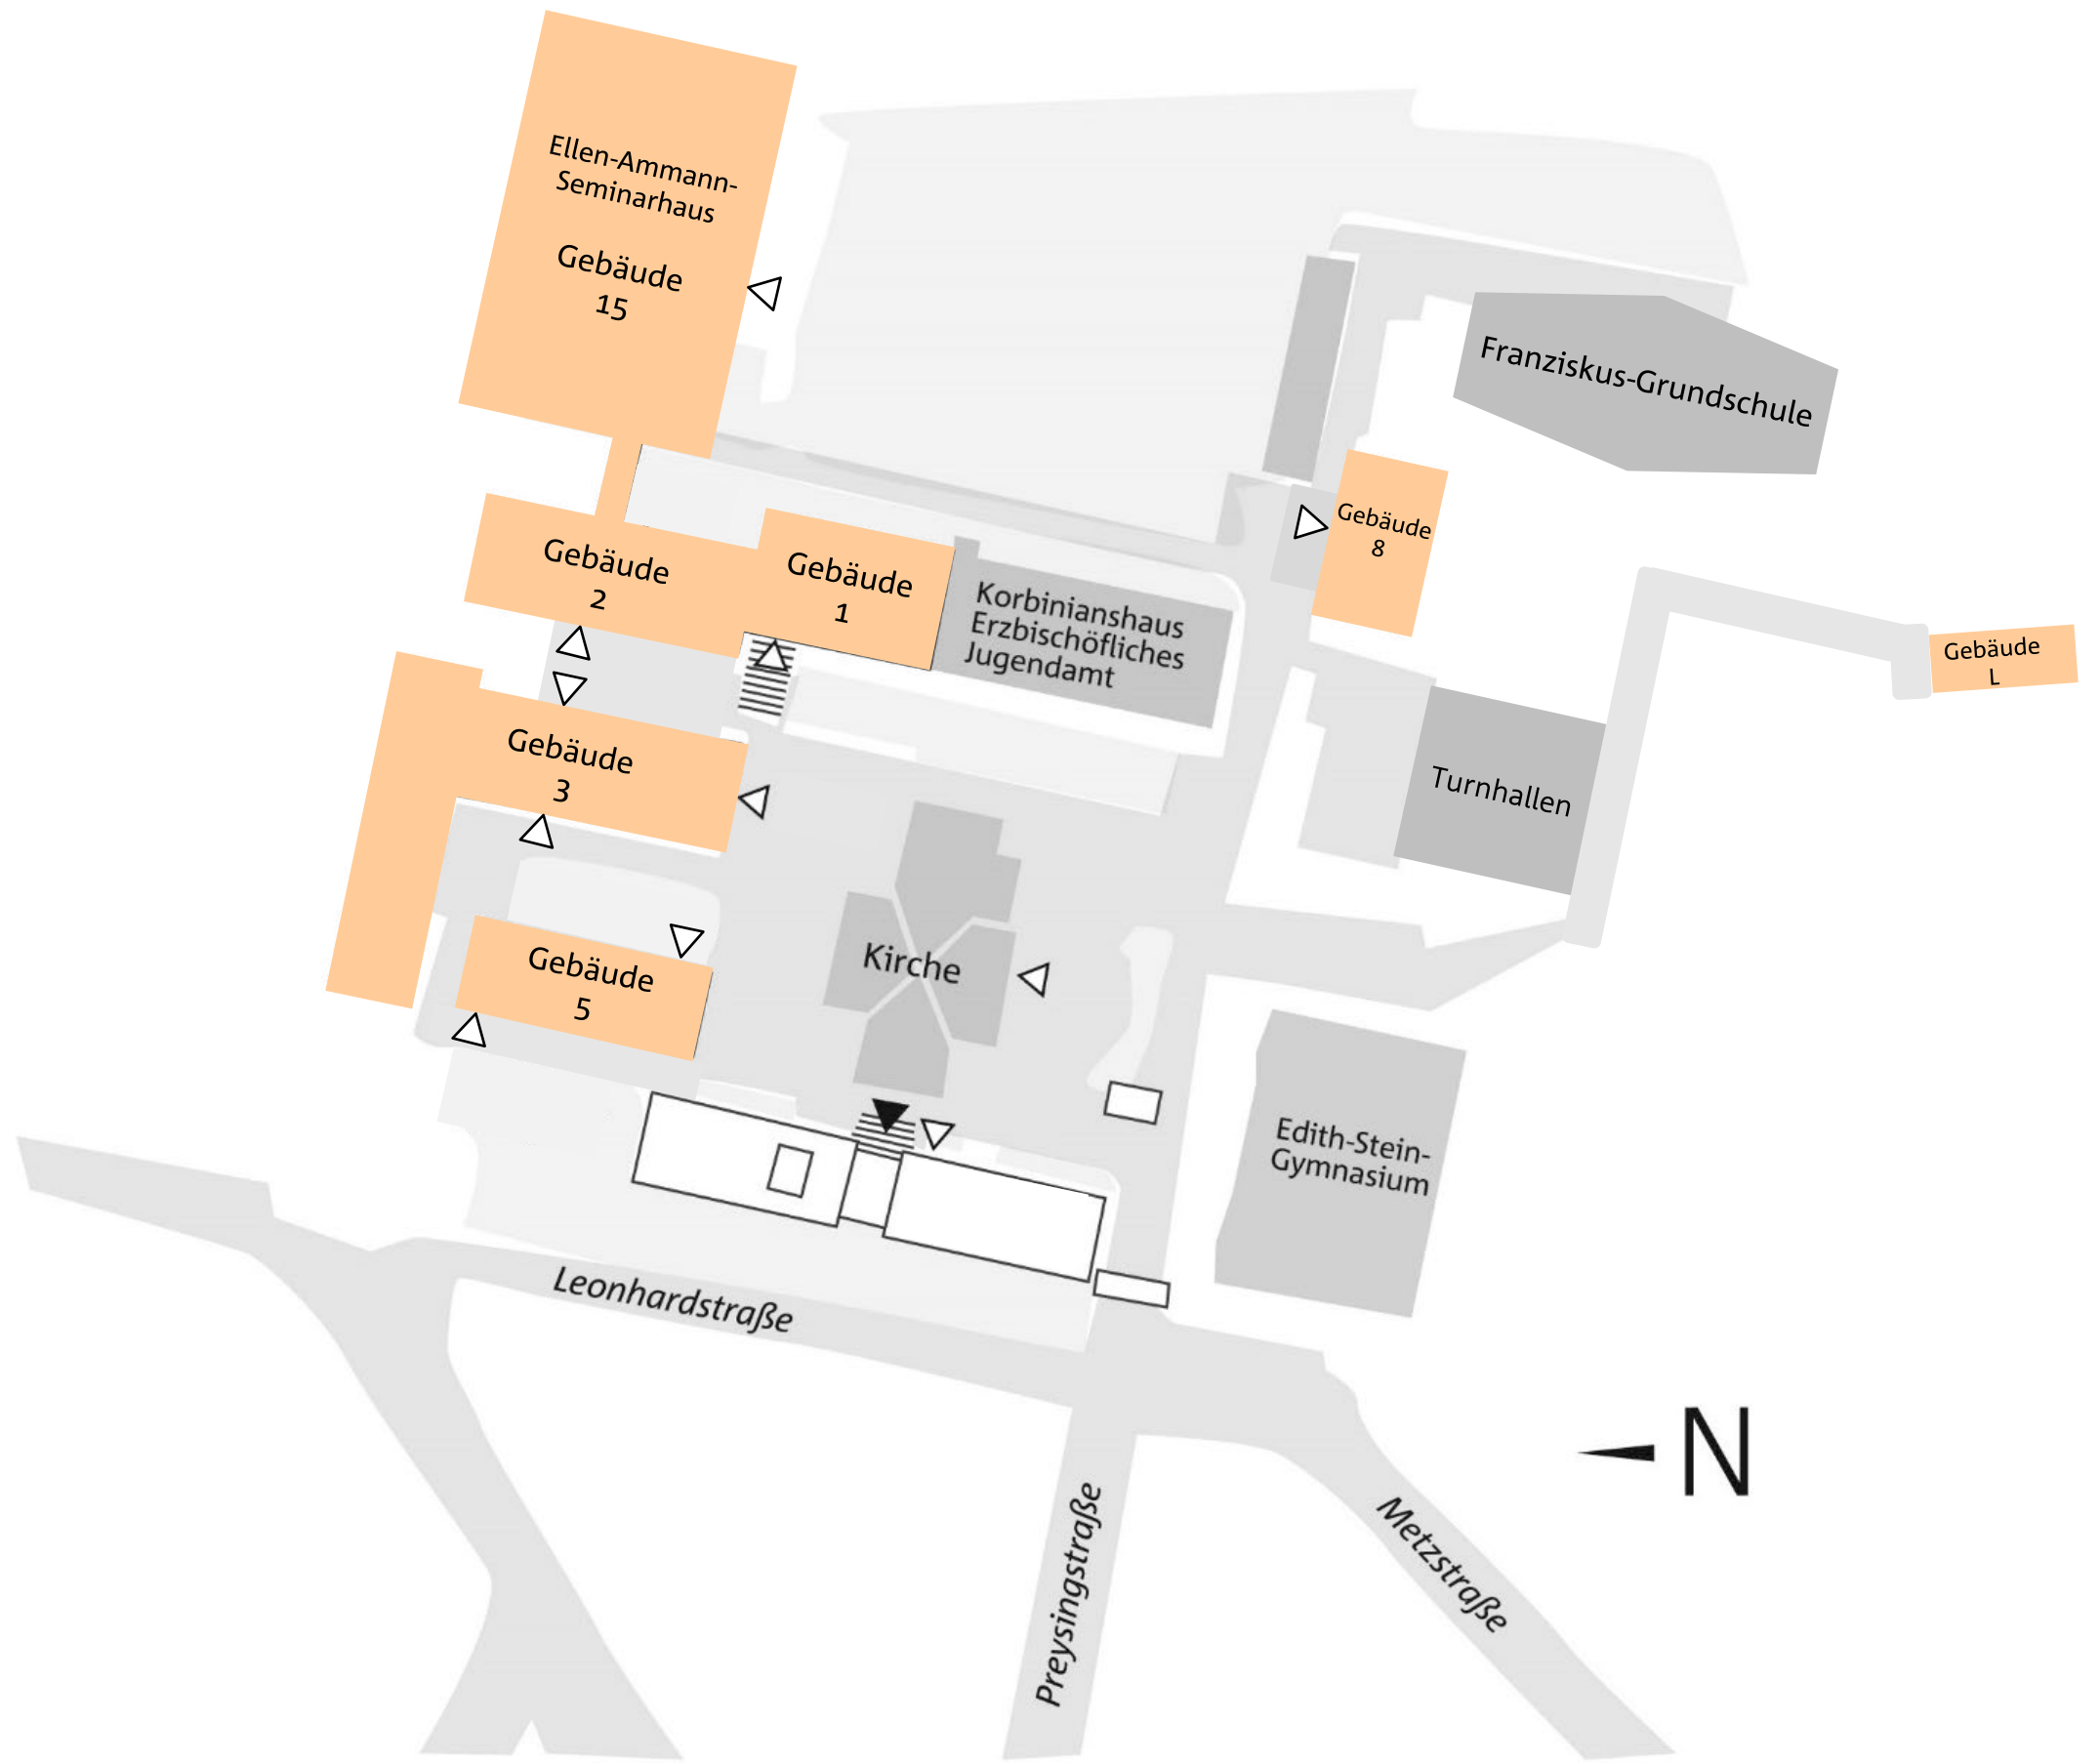 Ellen-Ammann-
Seminarhaus
Gebäude
15
Franziskus-Grundschule
Gebäude
8
Gebäude
2
Gebäude
1
Korbinianshaus
Erzbischöfliches
Jugendamt
Gebäude
L
Gebäude
3
Turnhallen
Kirche
Gebäude
5
Edith-Stein-
Gymnasium
Leonhardstraße
N
Preysingstraße
Metzstraße